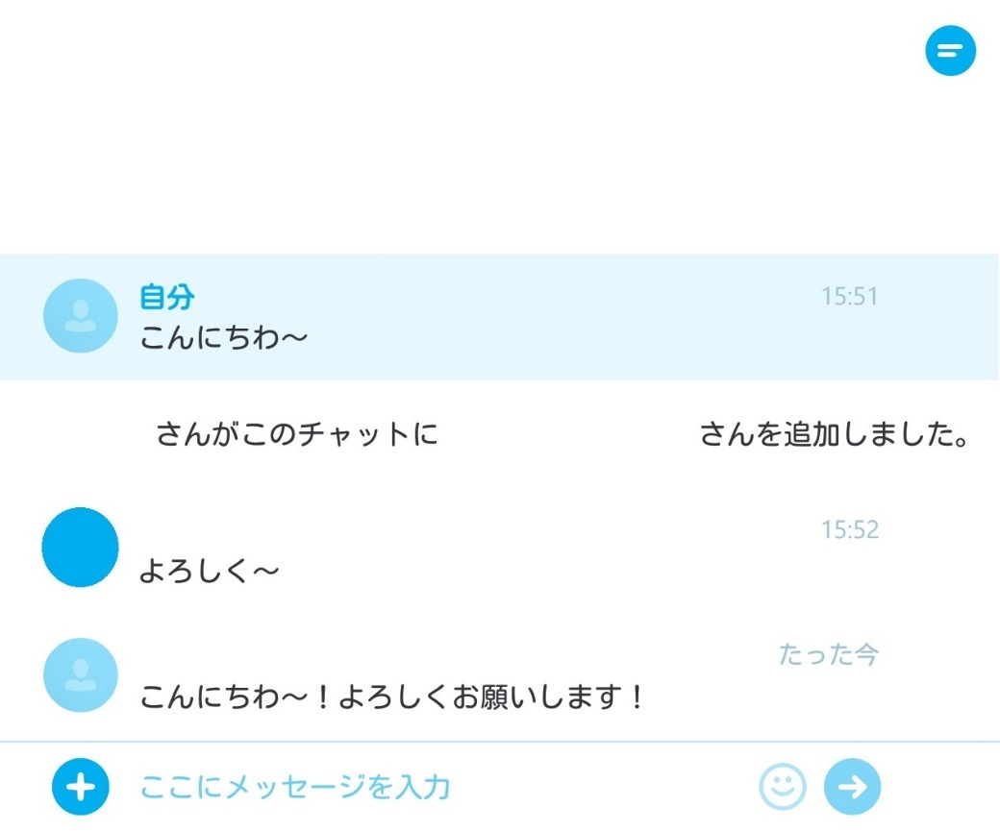 自分
15:51
こんにちわ〜
さんがこのチャットに さんを追加しました。
15:52
よろしく〜
たった今
こんにちわ〜！よろしくお願いします！
ここにメッセージを入力